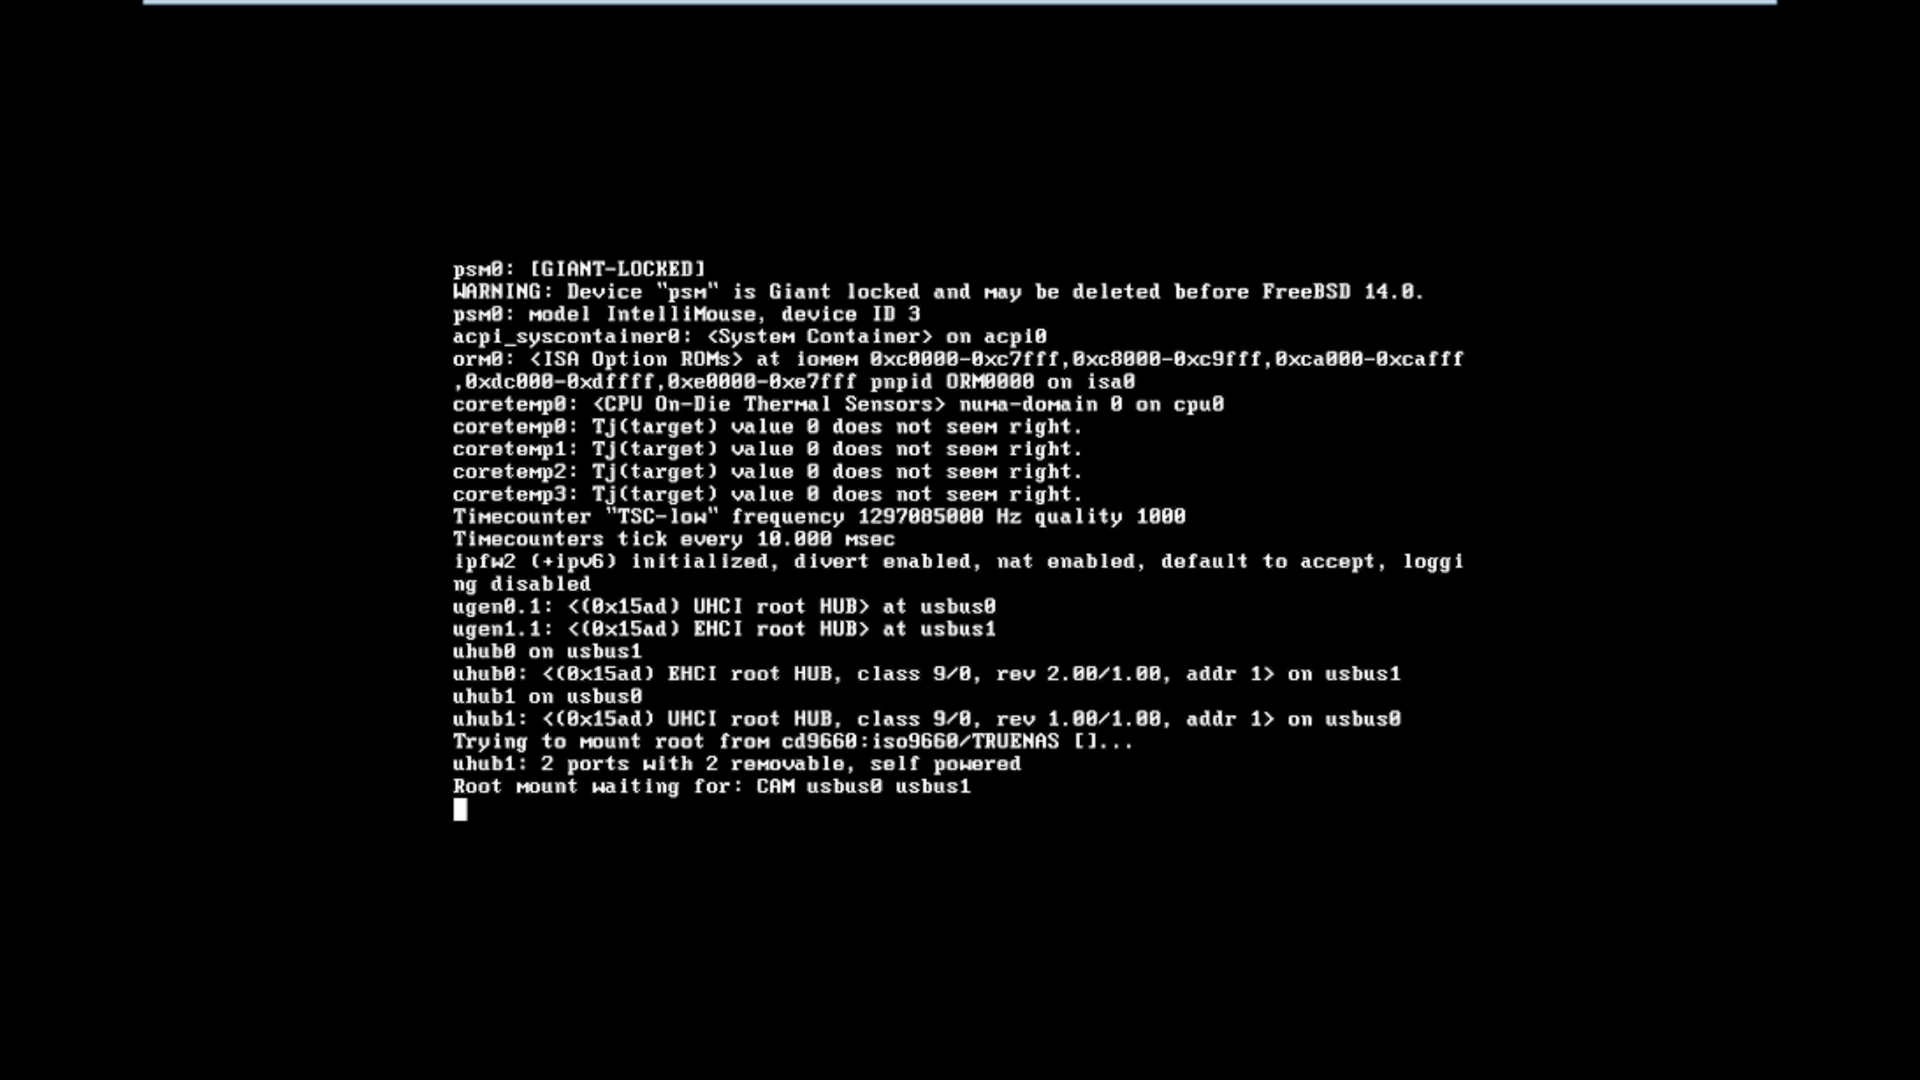 psm0: [GIANT-LOCKED]
WARNING: Device "psm" is Giant locked and may be deleted before FreeBSD 14.0.
psm0: model IntelliMouse, device ID 3
acpi_syscontainer0: <System Container> on acpi0
orm0: <ISA Option ROMs> at iomem 0xc0000-0xc7fff,0xc8000-0xc9fff,0xca000-0xcafff
,0xdc000-0xdffff,0xe0000-0xe7fff pnpid ORM0000 on isa0
coretemp0: <CPU On-Die Thermal Sensors> numa-domain 0 on cpu0
coretemp0: Tj(target) value 0 does not seem right.
coretemp1: Tj(target) value 0 does not seem right.
coretemp2: Tj(target) value 0 does not seem right.
coretemp3: Tj(target) value 0 does not seem right.
Timecounter "TSC-low" frequency 1297085000 Hz quality 1000
Timecounters tick every 10.000 msec
ipfw2 (+ipv6) initialized, divert enabled, nat enabled, default to accept, loggi
ng disabled
ugen0.1: <(0x15ad) UHCI root HUB> at usbus0
ugen1.1: <(0x15ad) EHCI root HUB> at usbus1
uhub0 on usbus1
uhub0: <(0x15ad) EHCI root HUB, class 9/0, rev 2.00/1.00, addr 1> on usbus1
uhub1 on usbus0
uhub1: <(0x15ad) UHCI root HUB, class 9/0, rev 1.00/1.00, addr 1> on usbus0
Trying to mount root from cd9660:iso9660/TRUENAS []...
uhub1: 2 ports with 2 removable, self powered
Root mount waiting for: CAM usbus0 usbus1